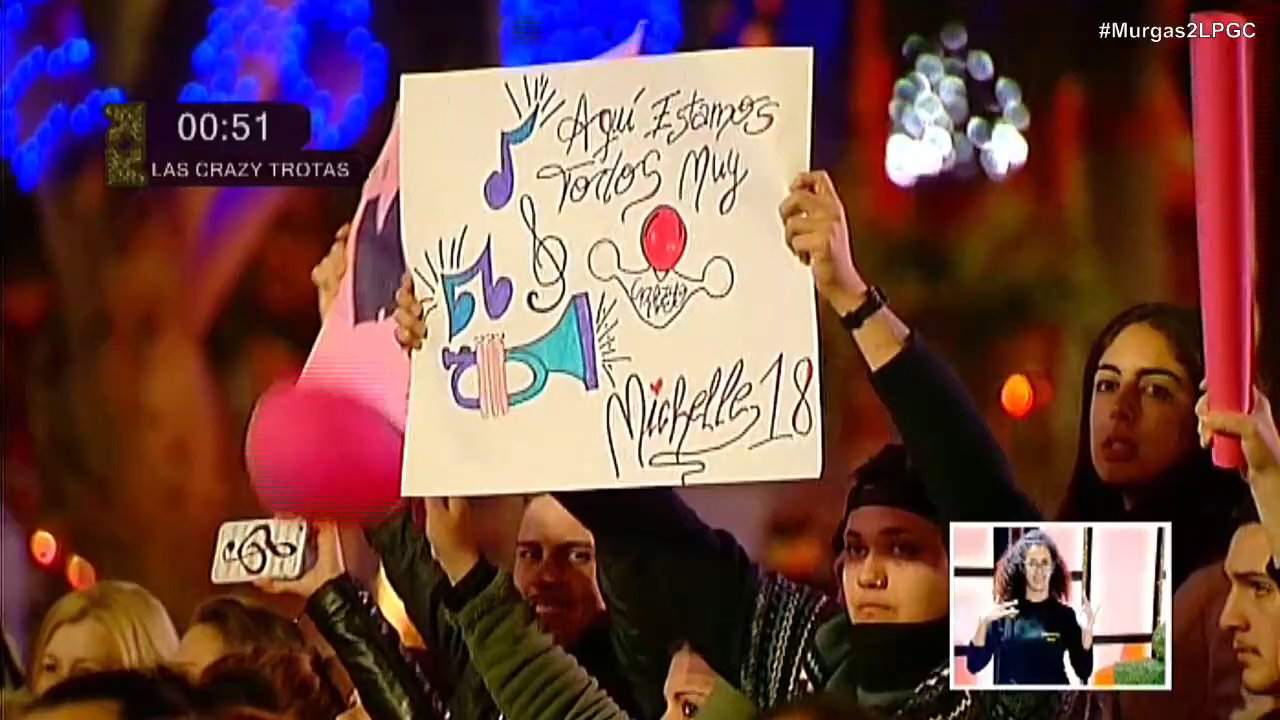 #Murgas2LPGC
00:51
LAS CRAZY TROTAS
Aquí Estamos
Todos Muy
Michelle 18